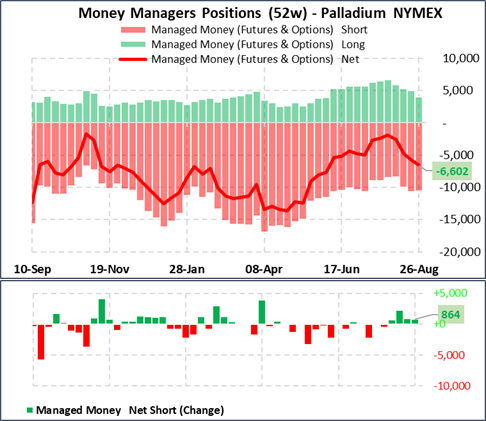 Money Managers Positions (52w) - Palladium NYMEX
Managed Money (Futures & Options) Short
Managed Money (Futures & Options) Long
Managed Money (Futures & Options) Net
10,000
5,000
-
-5,000
-6,602
-10,000
-15,000
-20,000
10-Sep 19-Nov 28-Jan 08-Apr 17-Jun 26-Aug
+5,000
864
+0
-5,000
-10,000
Managed Money Net Short (Change)